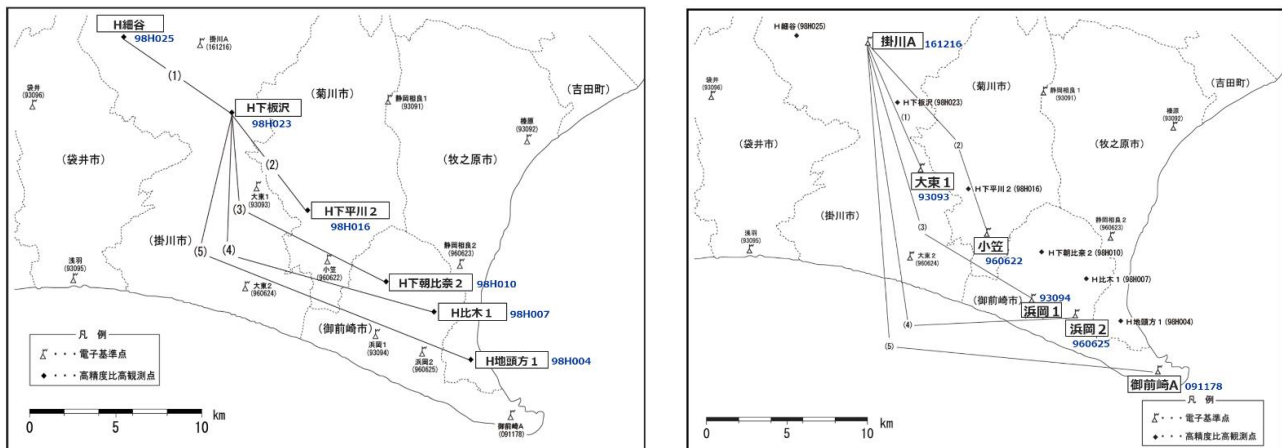 H細谷
98H025
掛川A
(161216)
(1)
袋井
(93096)
(袋井市)
H下板沢
98H023
(菊川市)
静岡相良1
(93091)
(吉田町)
榛原
(93092)
(牧之原市)
(2)
大東1
(93093)
(3)
H下平川2
98H016
(掛川市)
(4)
(5)
浅羽
(93095)
小笠
(960622)
静岡相良2
(960623)
大東2
(960624)
H下朝比奈2
98H010
H比木1
98H007
(御前崎市)
浜岡1
(93094)
浜岡2
(960625)
H地頭方1
98H004
凡 例
・・・電子基準点
・・・高精度比高観測点
0
5
10
km
御前崎A
(091178)
H細谷(98H025)
掛川A
161216
袋井
(93096)
(袋井市)
H下板沢(98H023)
(1)
(菊川市)
静岡相良1
(93091)
(吉田町)
榛原
(93092)
(牧之原市)
(2)
大東1
93093
H下平川2(98H016)
(掛川市)
(3)
浅羽
(93095)
小笠
960622
静岡相良2
(960623)
大東2
(960624)
H下朝比奈2(98H010)
H比木1(98H007)
(御前崎市)
93094
浜岡1
(4)
浜岡2
960625
H地頭方1(98H004)
(5)
御前崎A
091178
凡 例
・・・電子基準点
・・・高精度比高観測点
0
5
10
km